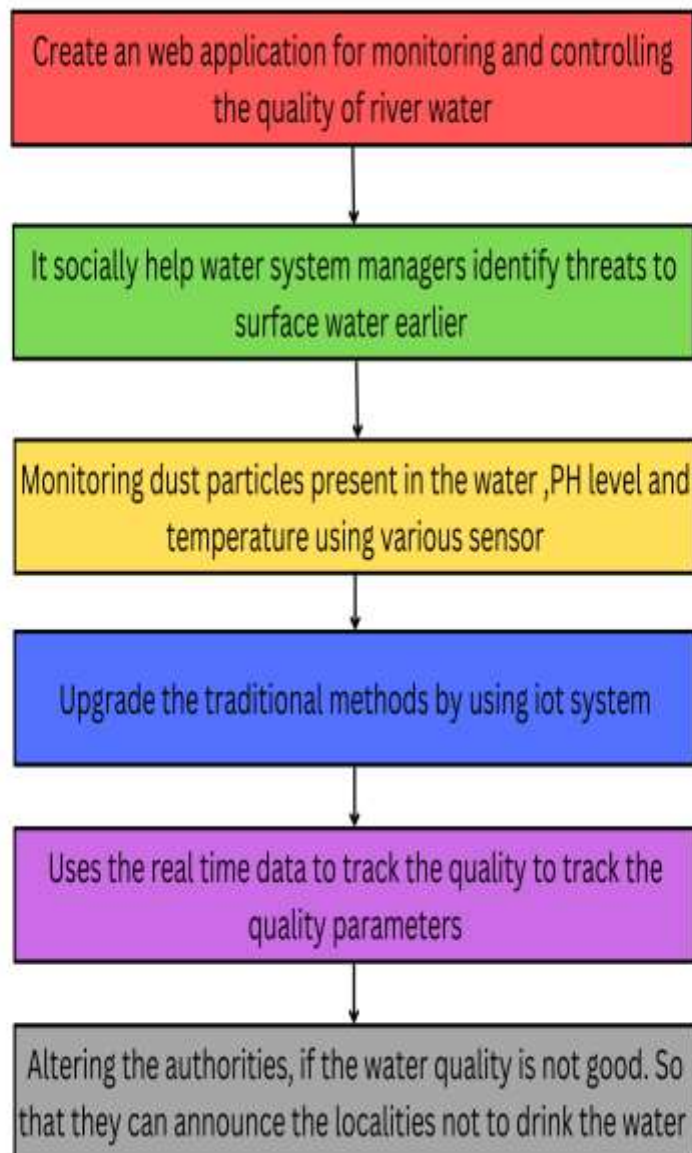 Create an web application for monitoring and controlling
the quality of river water
It socially help water system managers identify threats to
surface water earlier
Monitoring dust particles present in the water ,PH level and
temperature using various sensor
Upgrade the traditional methods by using iot system
Uses the real time data to track the quality to track the
quality parameters
Altering the authorities, if the water quality is not good. So
that they can announce the localities not to drink the water